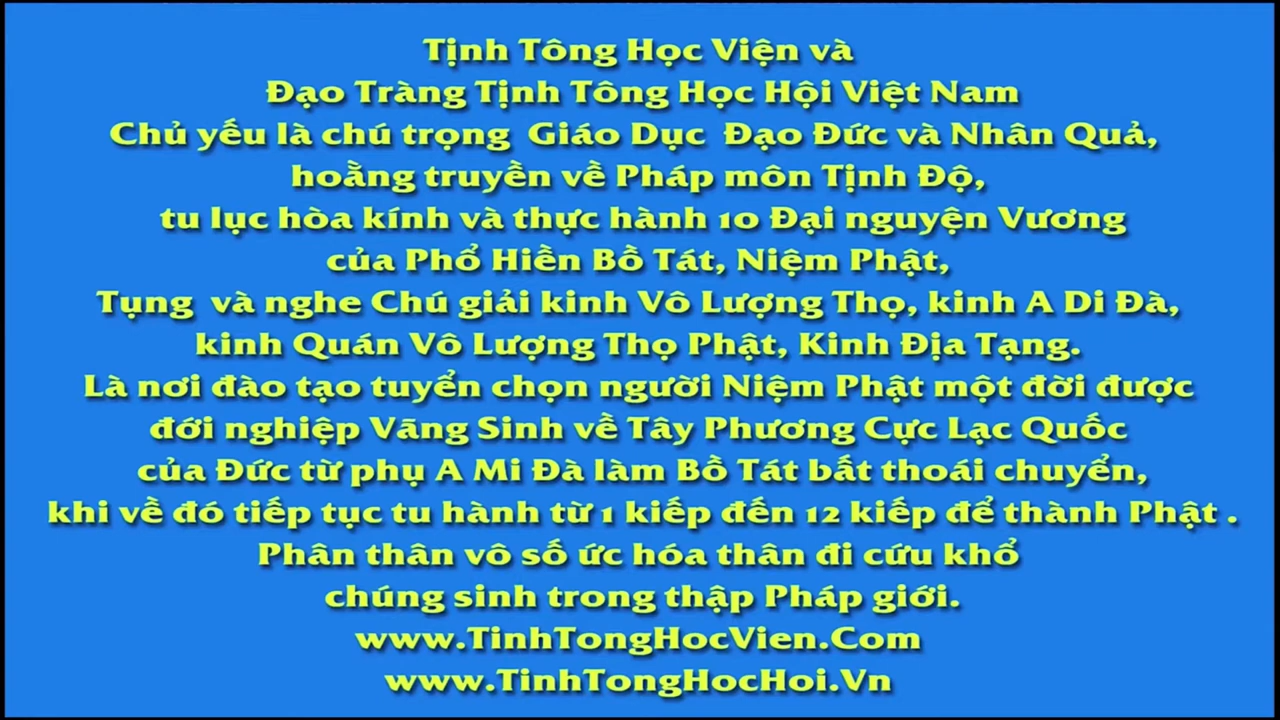 Tịnh Tông Học Viện và
Đạo Tràng Tịnh Tông Học Hội Việt Nam
Chủ yếu là chú trọng Giáo Dục Đạo Đức và Nhân Quả,
hoằng truyền về Pháp môn Tịnh Độ,
tu lục hòa kính và thực hành 10 Đại nguyện Vương
của Phổ Hiền Bồ Tát, Niệm Phật,
Tụng và nghe Chú giải kinh Vô Lượng Thọ, kinh A Di Đà,
kinh Quán Vô Lượng Thọ Phật, Kinh Địa Tạng.
Là nơi đào tạo tuyển chọn người Niệm Phật một đời được
đới nghiệp Vãng Sinh về Tây Phương Cực Lạc Quốc
của Đức từ phụ A Mi Đà làm Bồ Tát bất thoái chuyển,
khi về đó tiếp tục tu hành từ 1 kiếp đến 12 kiếp để thành Phật .
Phân thân vô số ức hóa thân đi cứu khổ
chúng sinh trong thập Pháp giới.
www.TinhTongHocVien.Com
www.TinhTongHocHoi.Vn